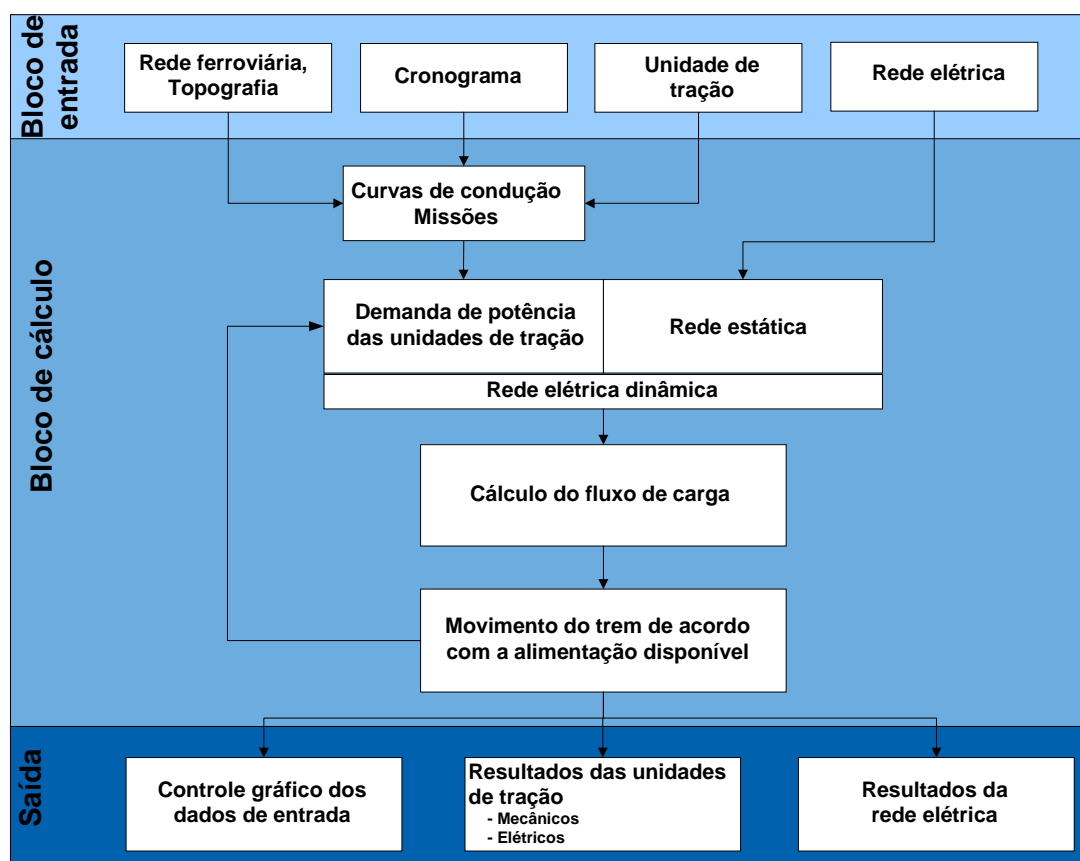 Bloco de
entrada
Rede ferroviária,
Topografia
Cronograma
Unidade de
tração
Rede elétrica
Bloco de cálculo
Curvas de condução
Missões
Demanda de potência
das unidades de tração
Rede estática
Rede elétrica dinâmica
Cálculo do fluxo de carga
Movimento do trem de acordo
com a alimentação disponível
Saída
Controle gráfico dos
dados de entrada
Resultados das unidades
de tração
- Mecânicos
- Elétricos
Resultados da
rede elétrica